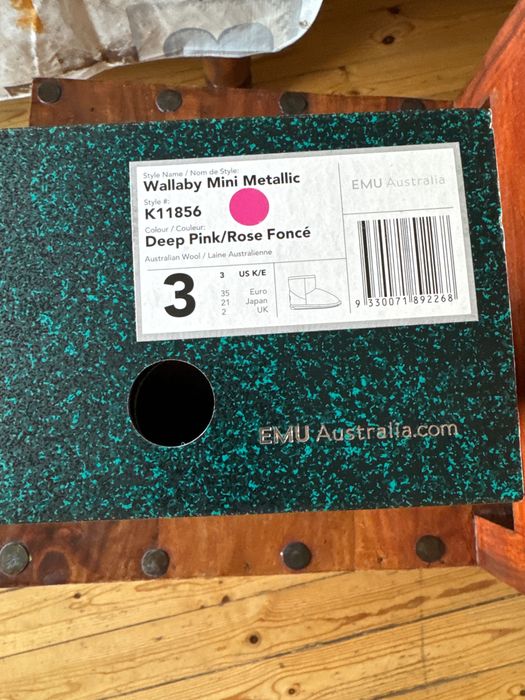 Style Name / Nom de Style:
Wallaby Mini Metallic
Style #:
K11856
Colour / Couleur:
Deep Pink/Rose Foncé
Australian Wool / Laine Australienne
3
3 US K/E
35 Euro
21 Japan
2 UK
EMU Australia
9 330071 892268
EMU Australia.com